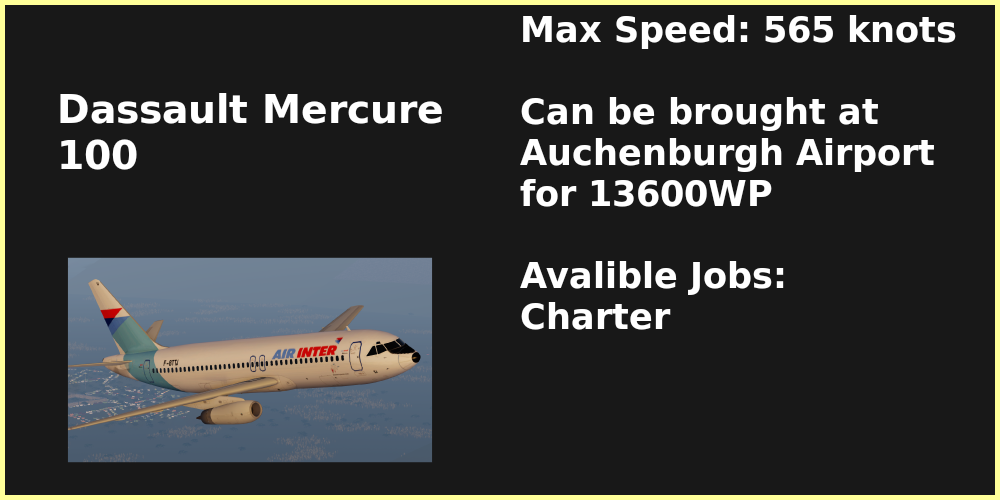 Dassault Mercure
100
Max Speed: 565 knots
Can be brought at
Auchenburgh Airport
for 13600WP
Avalible Jobs:
Charter
AIR INTER
F-BTTJ